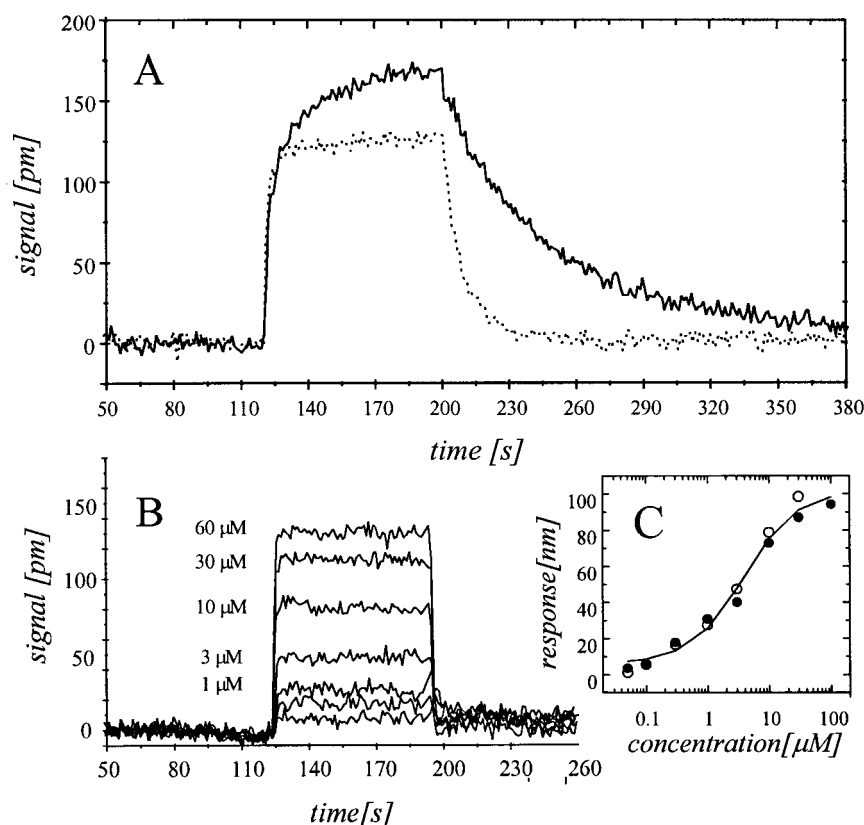 200
150
100
50
0
signal [pm]
A
50 80 110 140 170 200 230 260 290 320 350 380
time [s]
150
100
50
0
signal [pm]
B
60 µM
30 µM
10 µM
3 µM
1 µM
50 80 110 140 170 200 230 260
time[s]
C
100
80
60
40
20
0
response[nm]
0.1 1 10 100
concentration[µM]